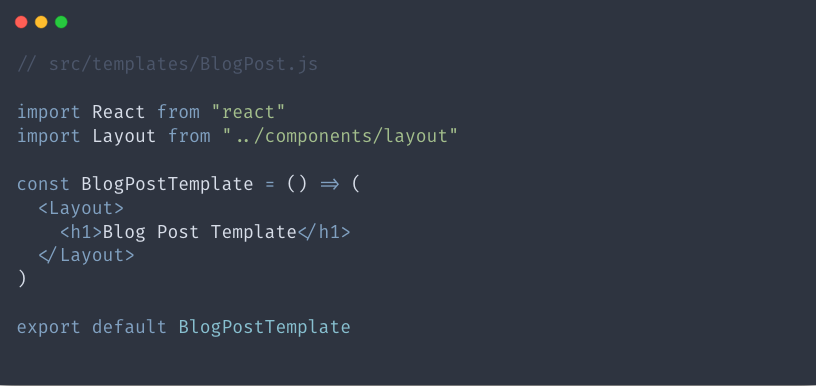 // src/templates/BlogPost.js
import React from "react"
import Layout from "../components/layout"
const BlogPostTemplate = () => (
<Layout>
<h1>Blog Post Template</h1>
</Layout>
)
export default BlogPostTemplate